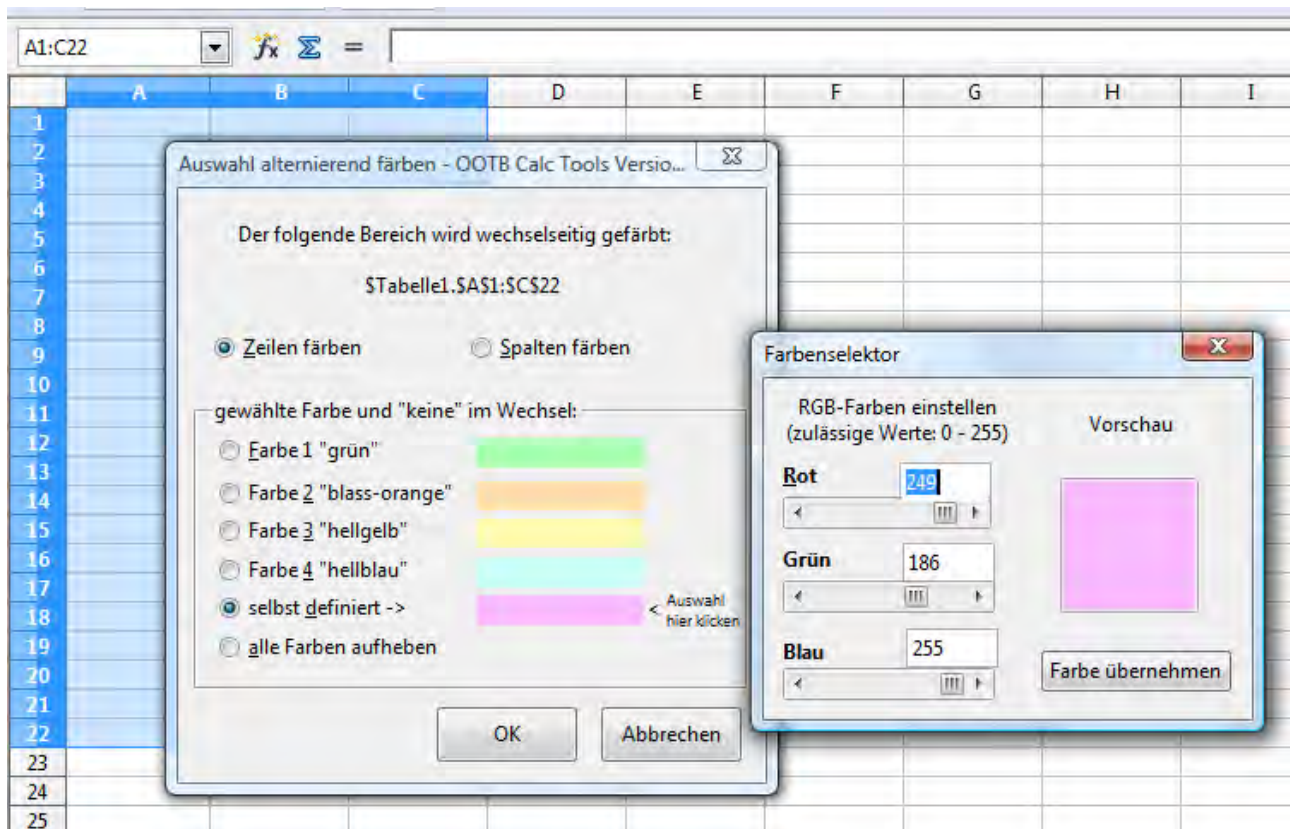 A1:C22
A B C D E F G H I
1
2
3
4
5
6
7
8
9
10
11
12
13
14
15
16
17
18
19
20
21
22
23
24
25
Auswahl alternierend färben - OOTB Calc Tools Versio...
Der folgende Bereich wird wechselseitig gefärbt:
$Tabelle1.$A$1:$C$22
Zeilen färben Spalten färben
gewählte Farbe und "keine" im Wechsel:
Farbe 1 "grün"
Farbe 2 "blass-orange"
Farbe 3 "hellgelb"
Farbe 4 "hellblau"
selbst definiert -> < Auswahl
hier klicken
alle Farben aufheben
OK Abbrechen
Farbenselektor
RGB-Farben einstellen
(zulässige Werte: 0 - 255)
Vorschau
Rot 249
Grün 186
Blau 255
Farbe übernehmen